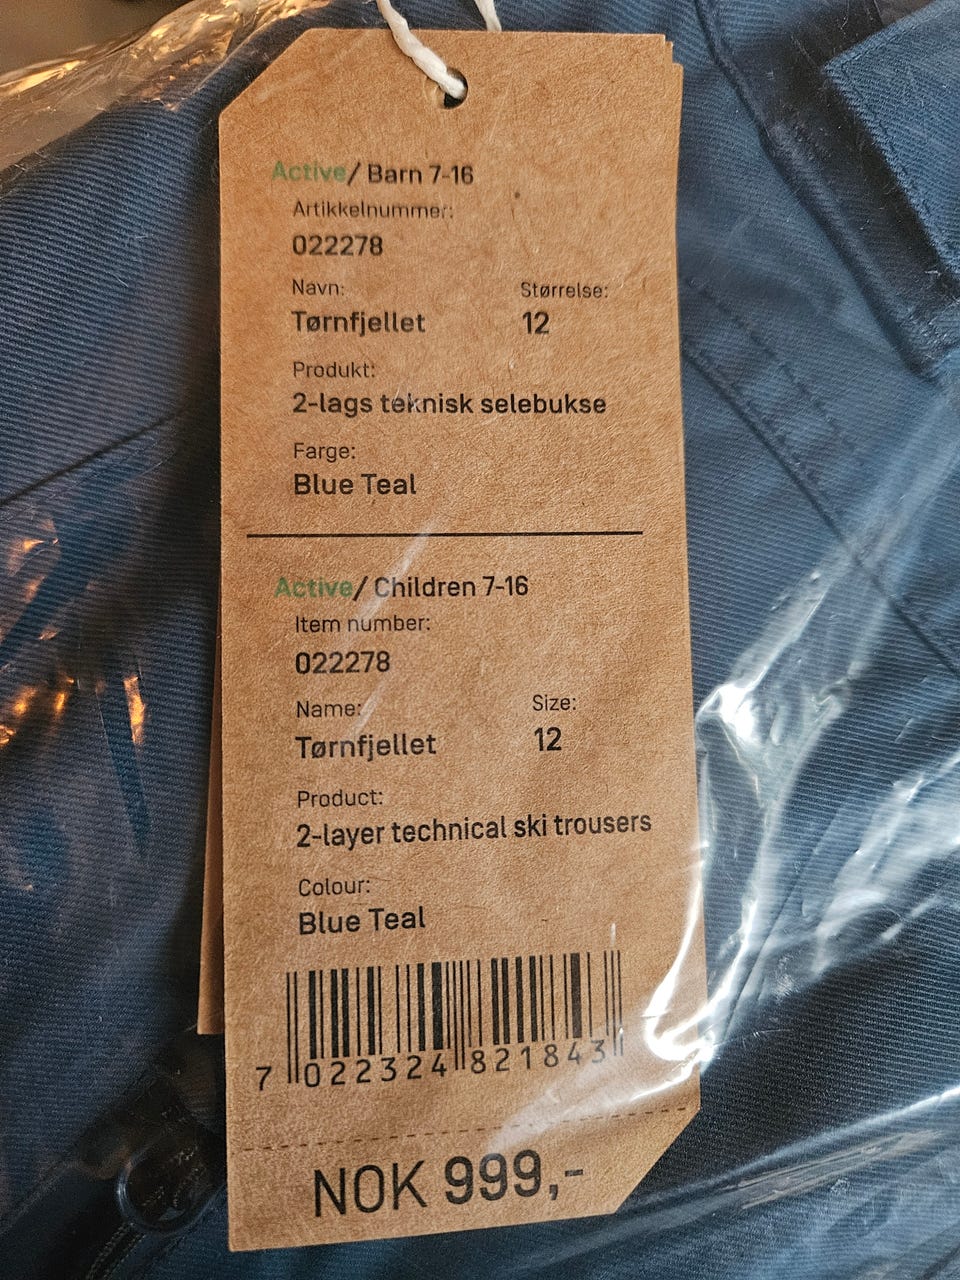 Active/ Barn 7-16
Artikkelnummer:
022278
Navn: Størrelse:
Tørnfjellet 12
Produkt:
2-lags teknisk selebukse
Farge:
Blue Teal
Active/ Children 7-16
Item number:
022278
Name: Size:
Tørnfjellet 12
Product:
2-layer technical ski trousers
Colour:
Blue Teal
7 022324 821843
NOK 999,-